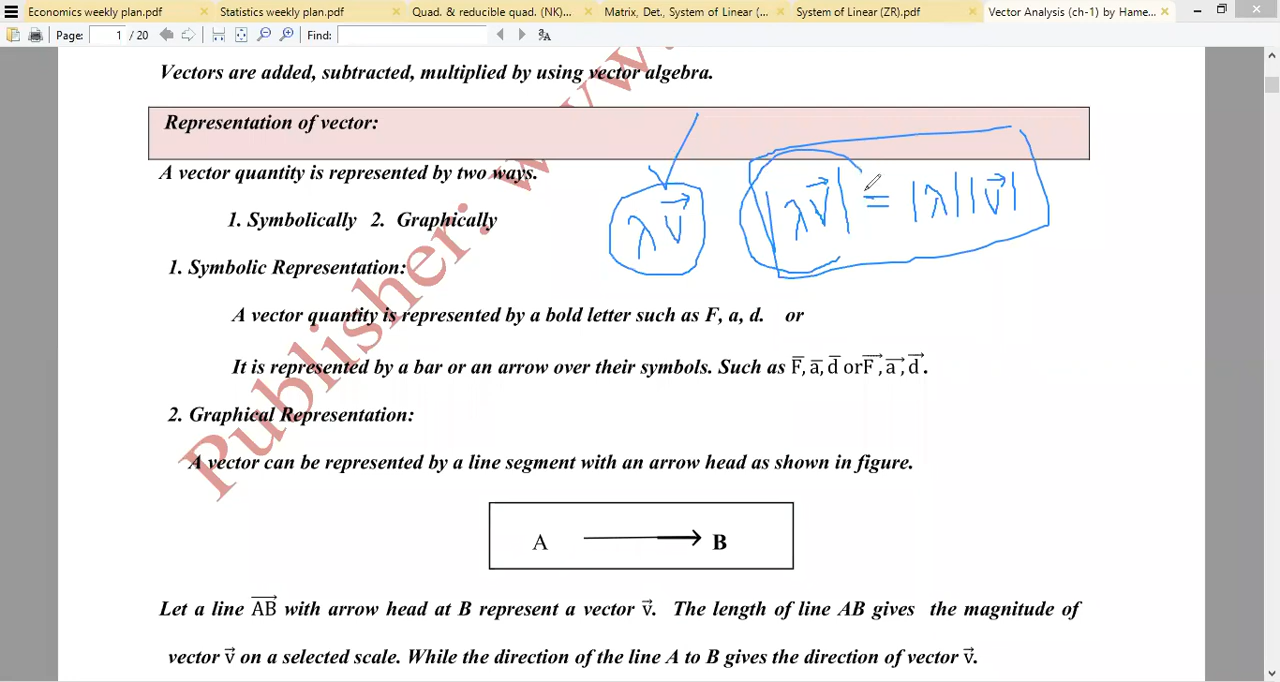 Economics weekly plan.pdf Statistics weekly plan.pdf Quad. & reducible quad. (NK)... Matrix, Det., System of Linear (... System of Linear (ZR).pdf Vector Analysis (ch-1) by Hame...
Page: 1 / 20 Find:
Vectors are added, subtracted, multiplied by using vector algebra.
Representation of vector:
A vector quantity is represented by two ways.
1. Symbolically 2. Graphically
λv⃗ |λv⃗| = |λ||v⃗|
1. Symbolic Representation:
A vector quantity is represented by a bold letter such as F, a, d. or
It is represented by a bar or an arrow over their symbols. Such as F̅, a̅, d̅ or F⃗, a⃗, d⃗.
2. Graphical Representation:
A vector can be represented by a line segment with an arrow head as shown in figure.
A B
Let a line A⃗B⃗ with arrow head at B represent a vector v⃗. The length of line AB gives the magnitude of
vector v⃗ on a selected scale. While the direction of the line A to B gives the direction of vector v⃗.
Publisher: www.